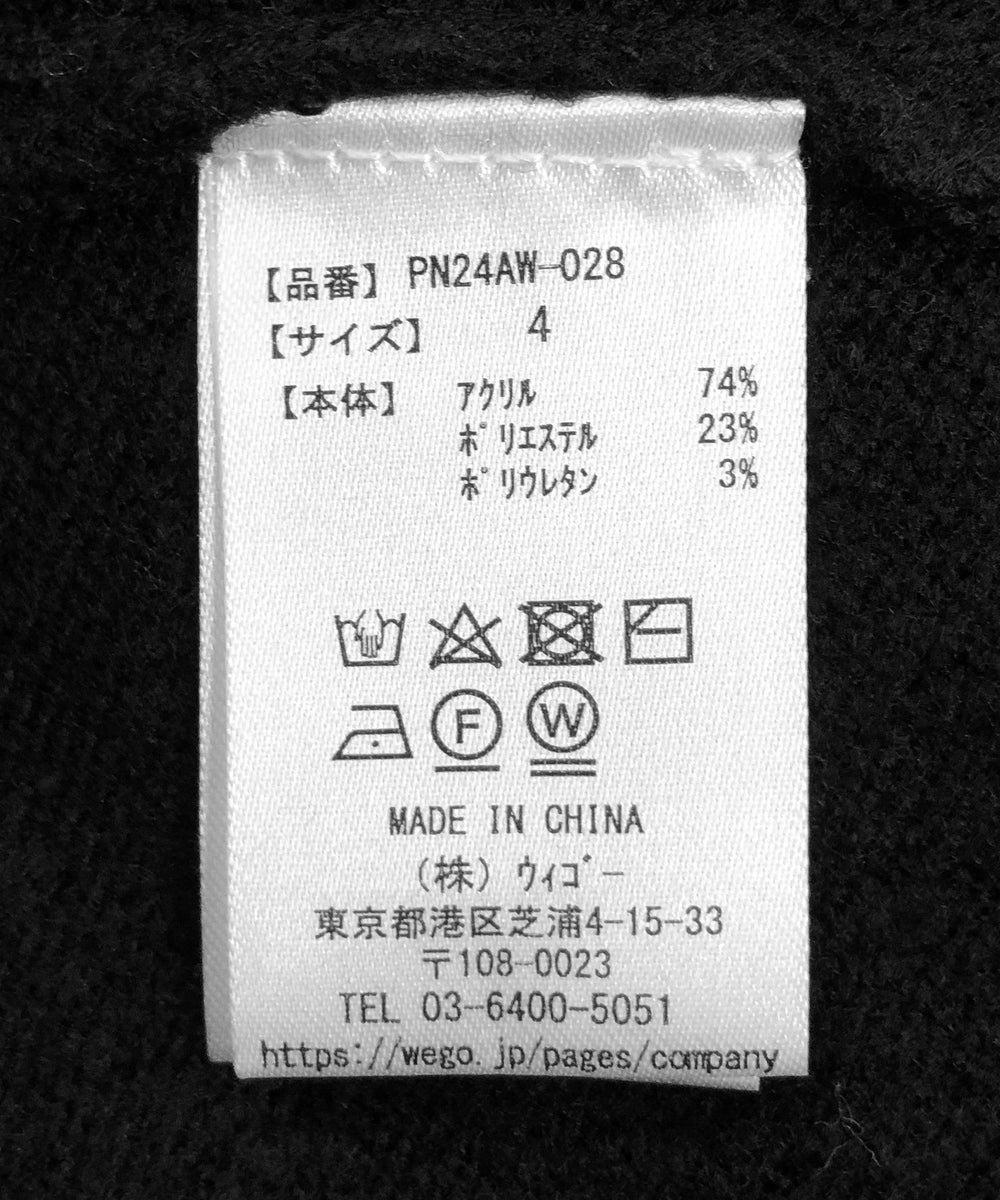 【品番】 PN24AW-028
【サイズ】 4
【本体】 ｱｸﾘﾙ 74%
ﾎﾟﾘｴｽﾃﾙ 23%
ﾎﾟﾘｳﾚﾀﾝ 3%
F W
MADE IN CHINA
(株) ｳｨｺﾞｰ
東京都港区芝浦4-15-33
〒108-0023
TEL 03-6400-5051
https://wego.jp/pages/company